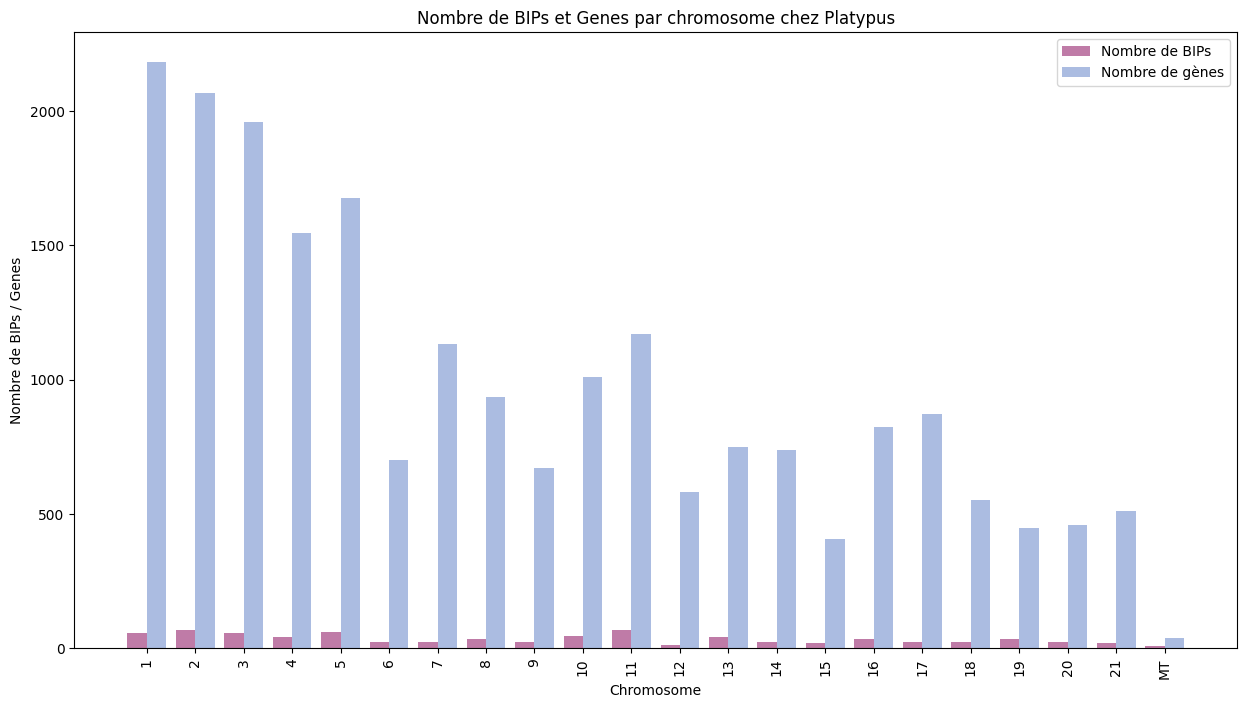 Nombre de BIPs et Genes par chromosome chez Platypus
Nombre de BIPs
Nombre de gènes
Nombre de BIPs / Genes
2000
1500
1000
500
0
1 2 3 4 5 6 7 8 9 10 11 12 13 14 15 16 17 18 19 20 21 MT
Chromosome